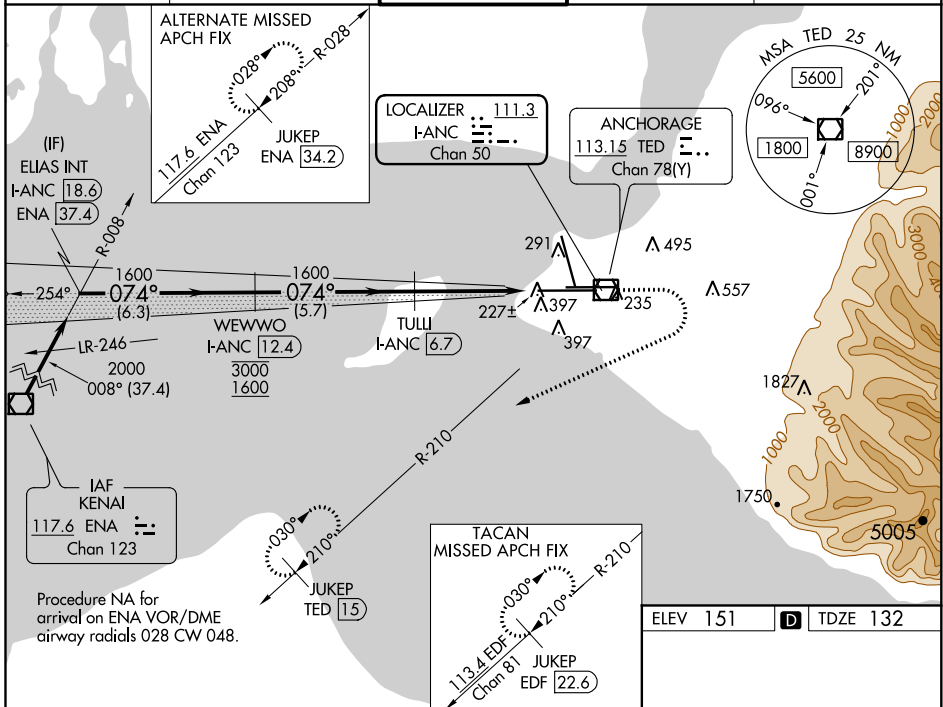 ALTERNATE MISSED
APCH FIX
028°
208°
R-028
117.6 ENA
Chan 123
JUKEP
ENA 34.2
LOCALIZER 111.3
I-ANC
Chan 50
ANCHORAGE
113.15 TED
Chan 78(Y)
MSA TED 25 NM
5600
096°
201°
1800
8900
001°
(IF)
ELIAS INT
I-ANC 18.6
ENA 37.4
R-008
1600
1600
254°
074°
074°
(6.3)
(5.7)
WEWWO
I-ANC 12.4
3000
1600
TULLI
I-ANC 6.7
LR-246
2000
008° (37.4)
291
495
227±
397
235
557
397
1827
1000
2000
3000
1000
2000
1750
5005
IAF
KENAI
117.6 ENA
Chan 123
R-210
030°
210°
JUKEP
TED 15
Procedure NA for
arrival on ENA VOR/DME
airway radials 028 CW 048.
TACAN
MISSED APCH FIX
030°
210°
R-210
113.4 EDF
Chan 81
JUKEP
EDF 22.6
ELEV 151 D TDZE 132